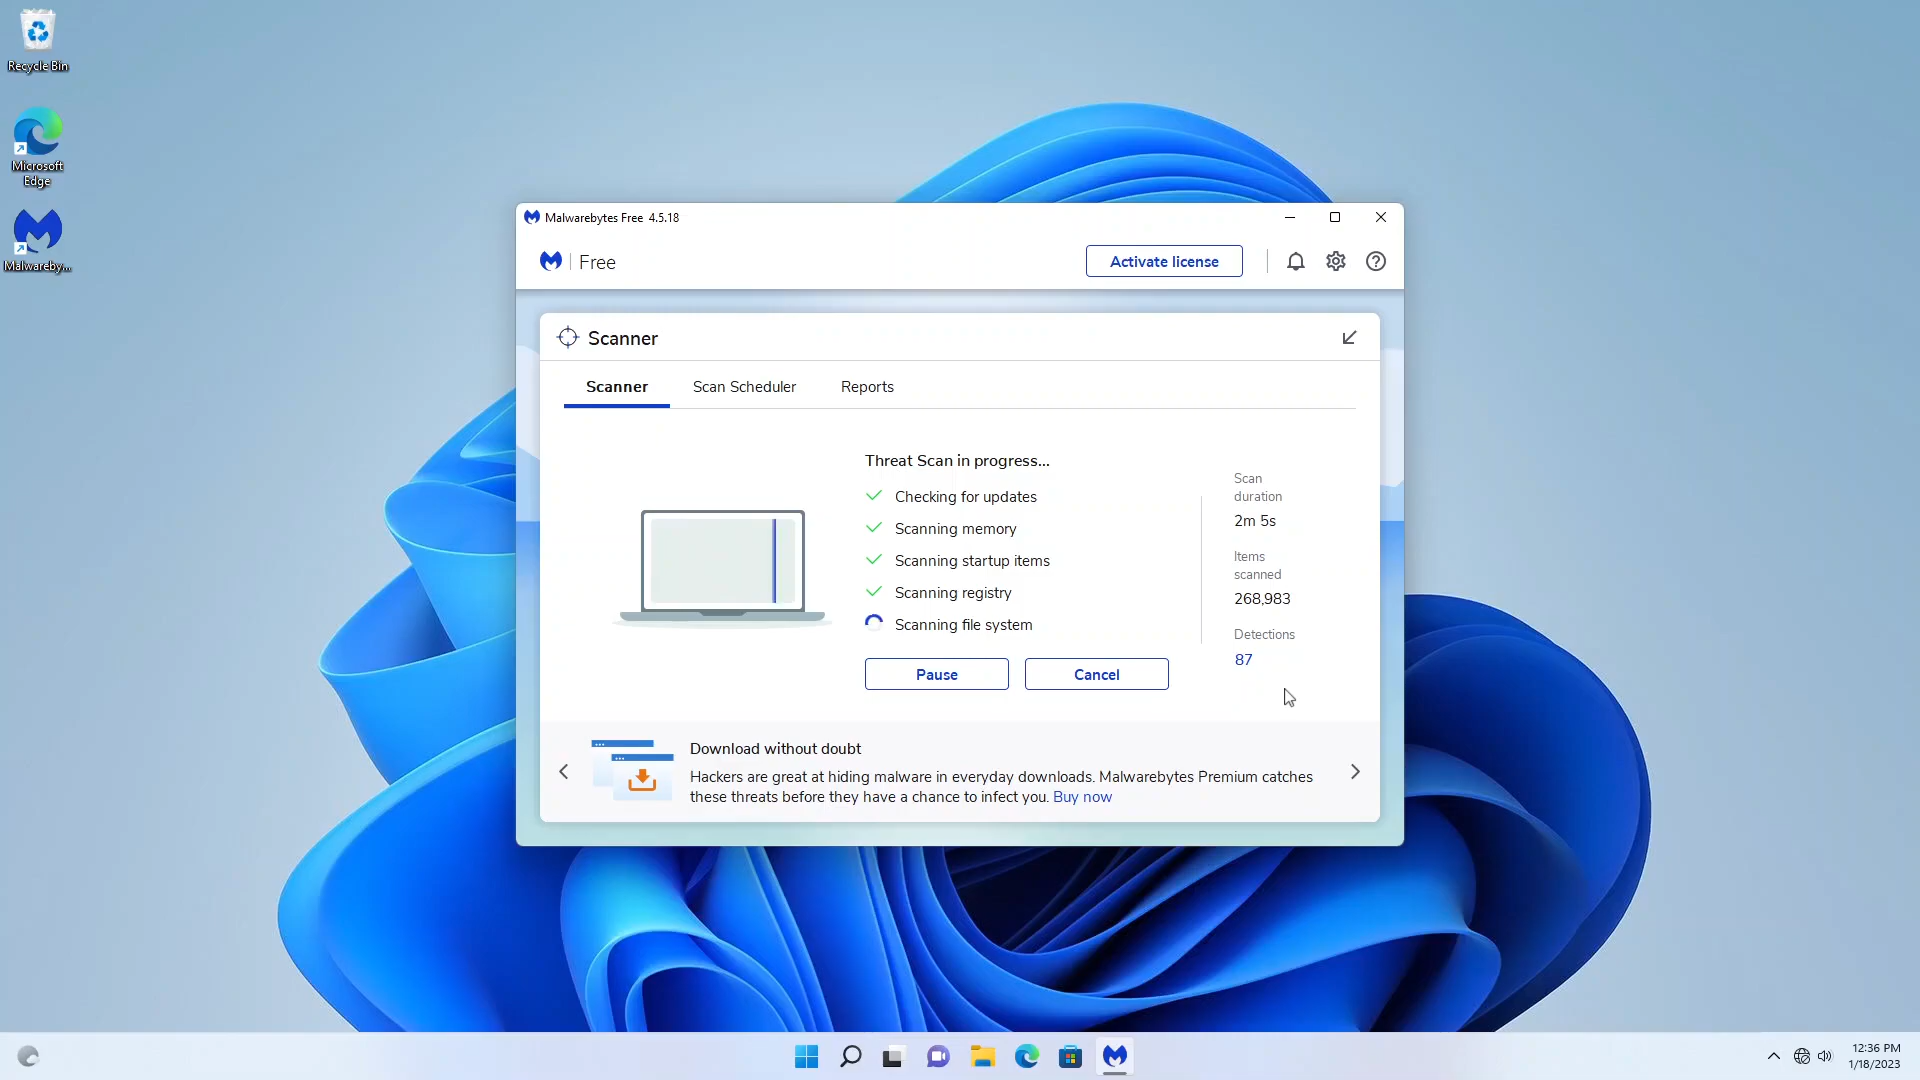 Recycle Bin
Microsoft
Edge
Malwareby...
Malwarebytes Free 4.5.18
Free
Activate license
Scanner
Scanner
Scan Scheduler
Reports
Threat Scan in progress...
Checking for updates
Scanning memory
Scanning startup items
Scanning registry
Scanning file system
Pause
Cancel
Scan
duration
2m 5s
Items
scanned
268,983
Detections
87
Download without doubt
Hackers are great at hiding malware in everyday downloads. Malwarebytes Premium catches
these threats before they have a chance to infect you. Buy now
12:36 PM
1/18/2023